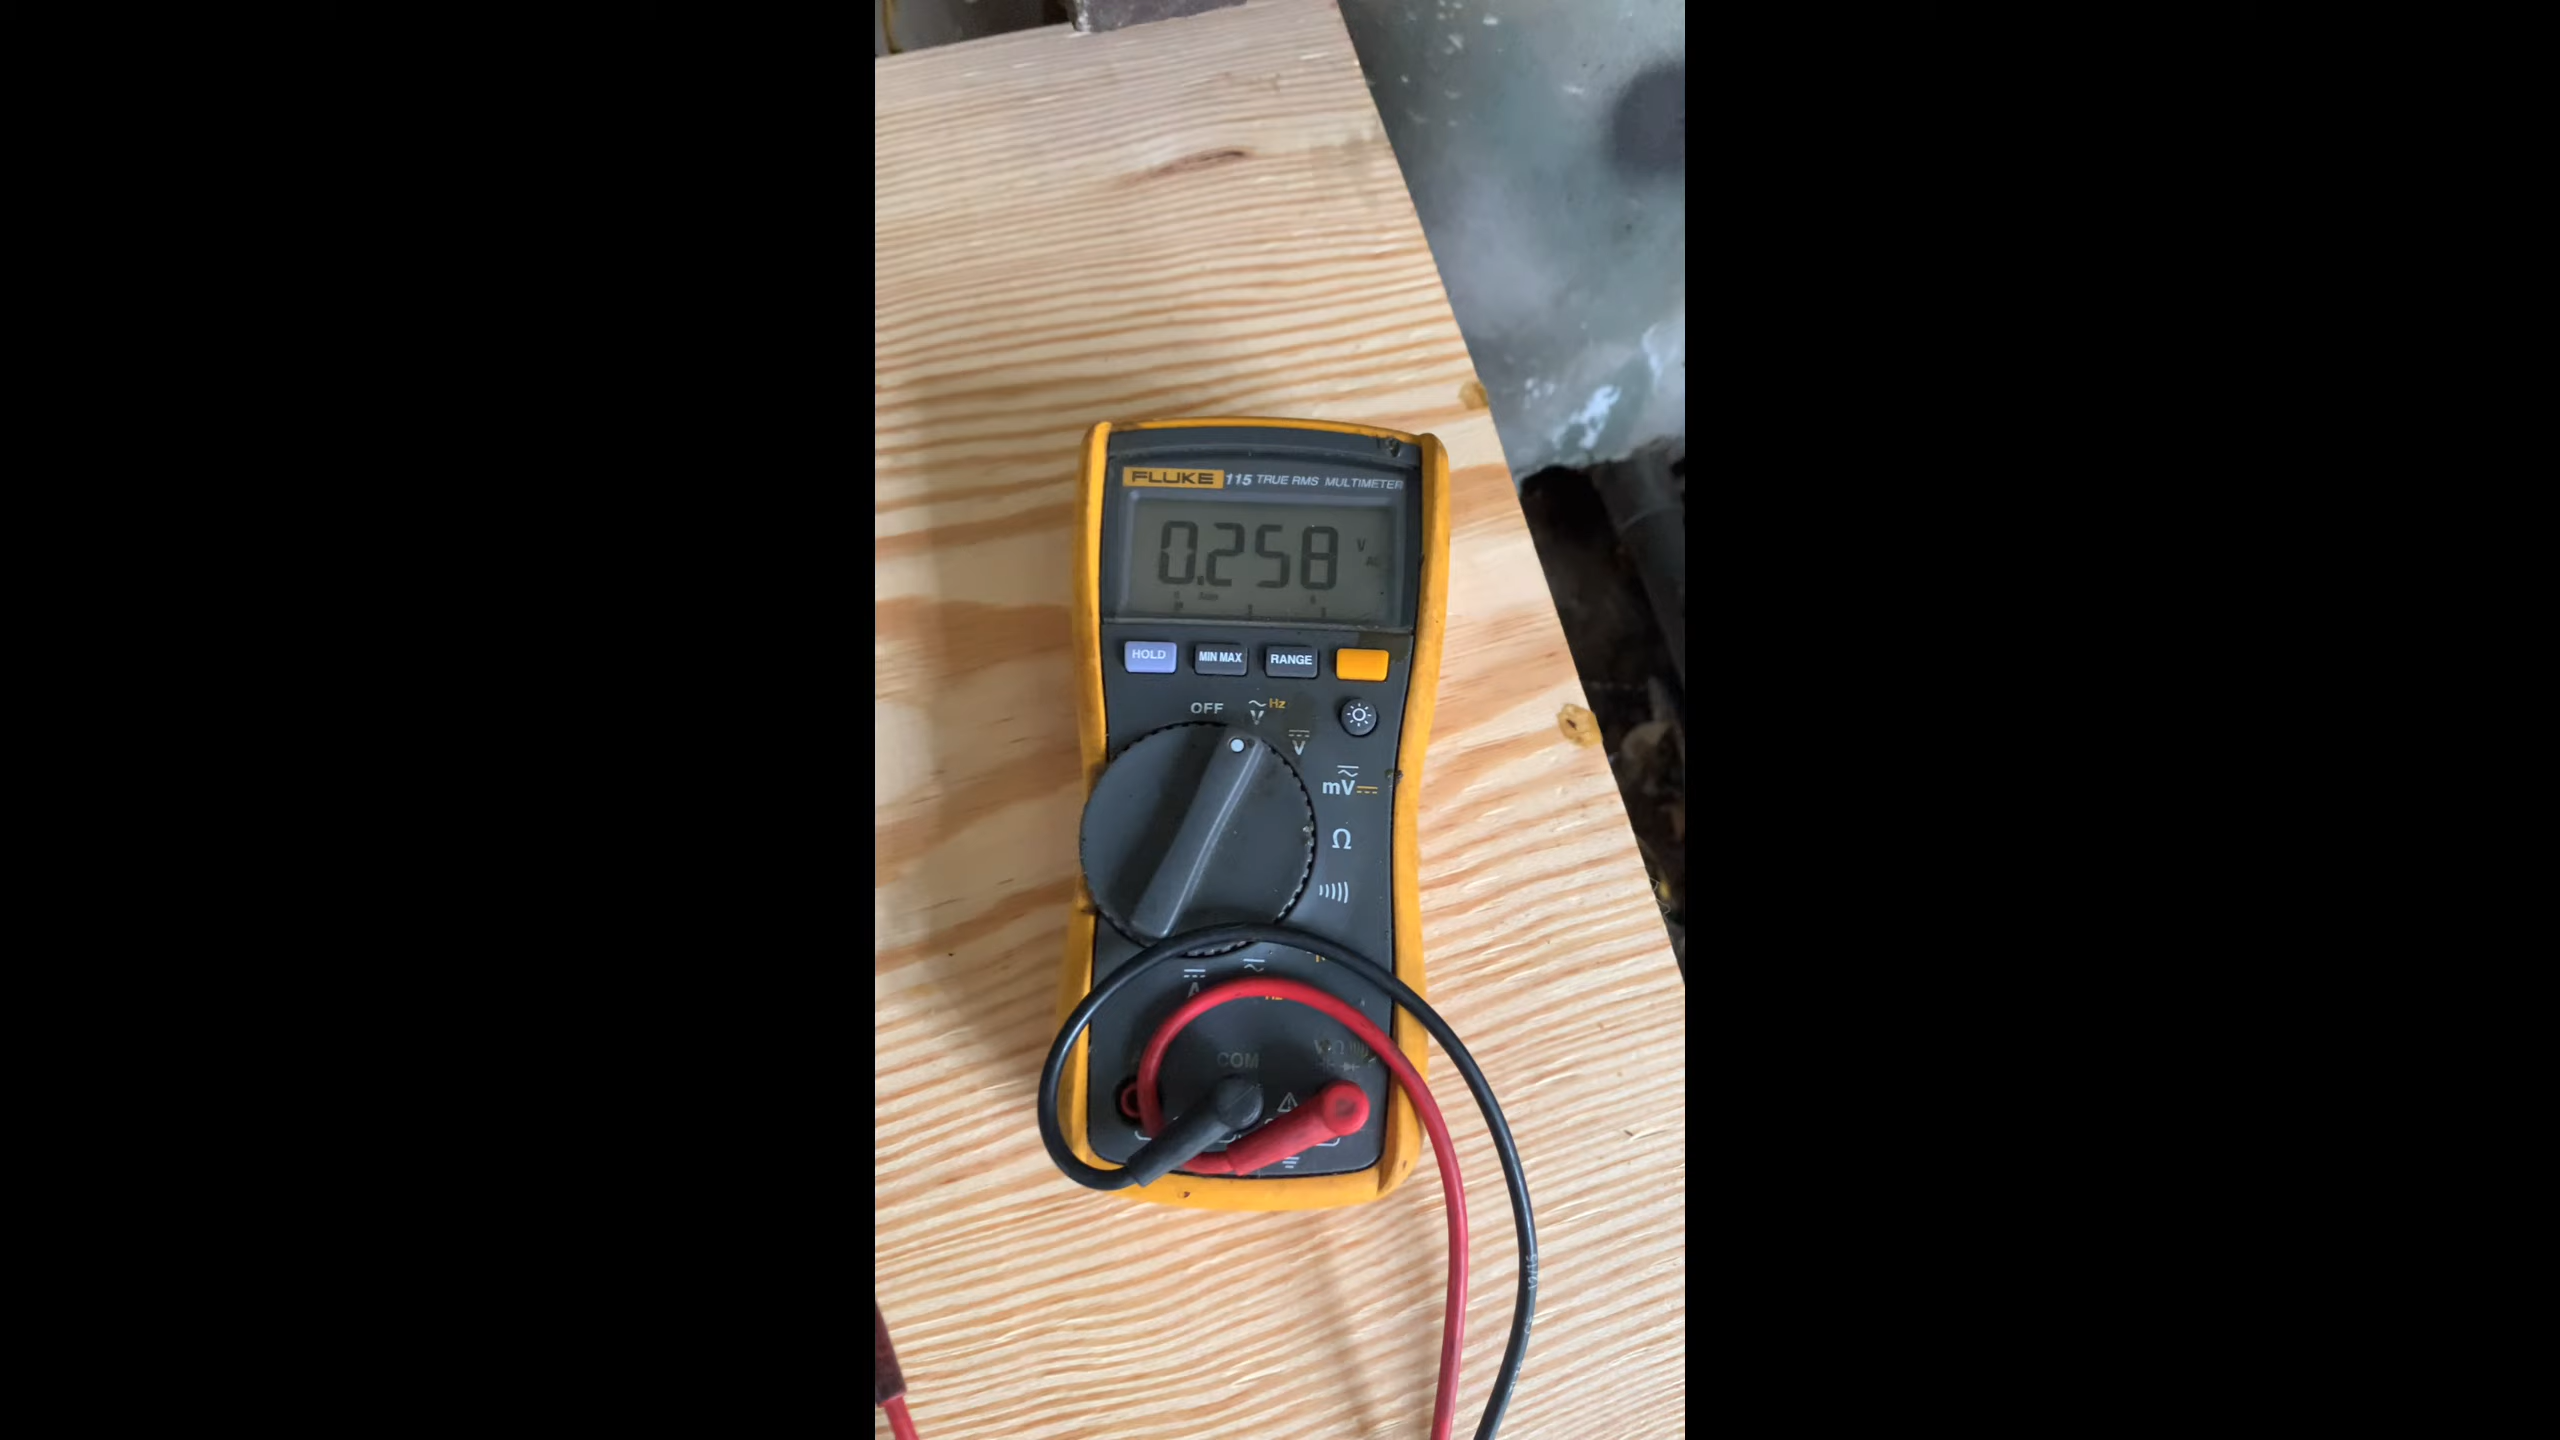 FLUKE 115 TRUE RMS MULTIMETER
0.258 V
HOLD MIN MAX RANGE
OFF V Hz
V
mV
Ω
A
COM